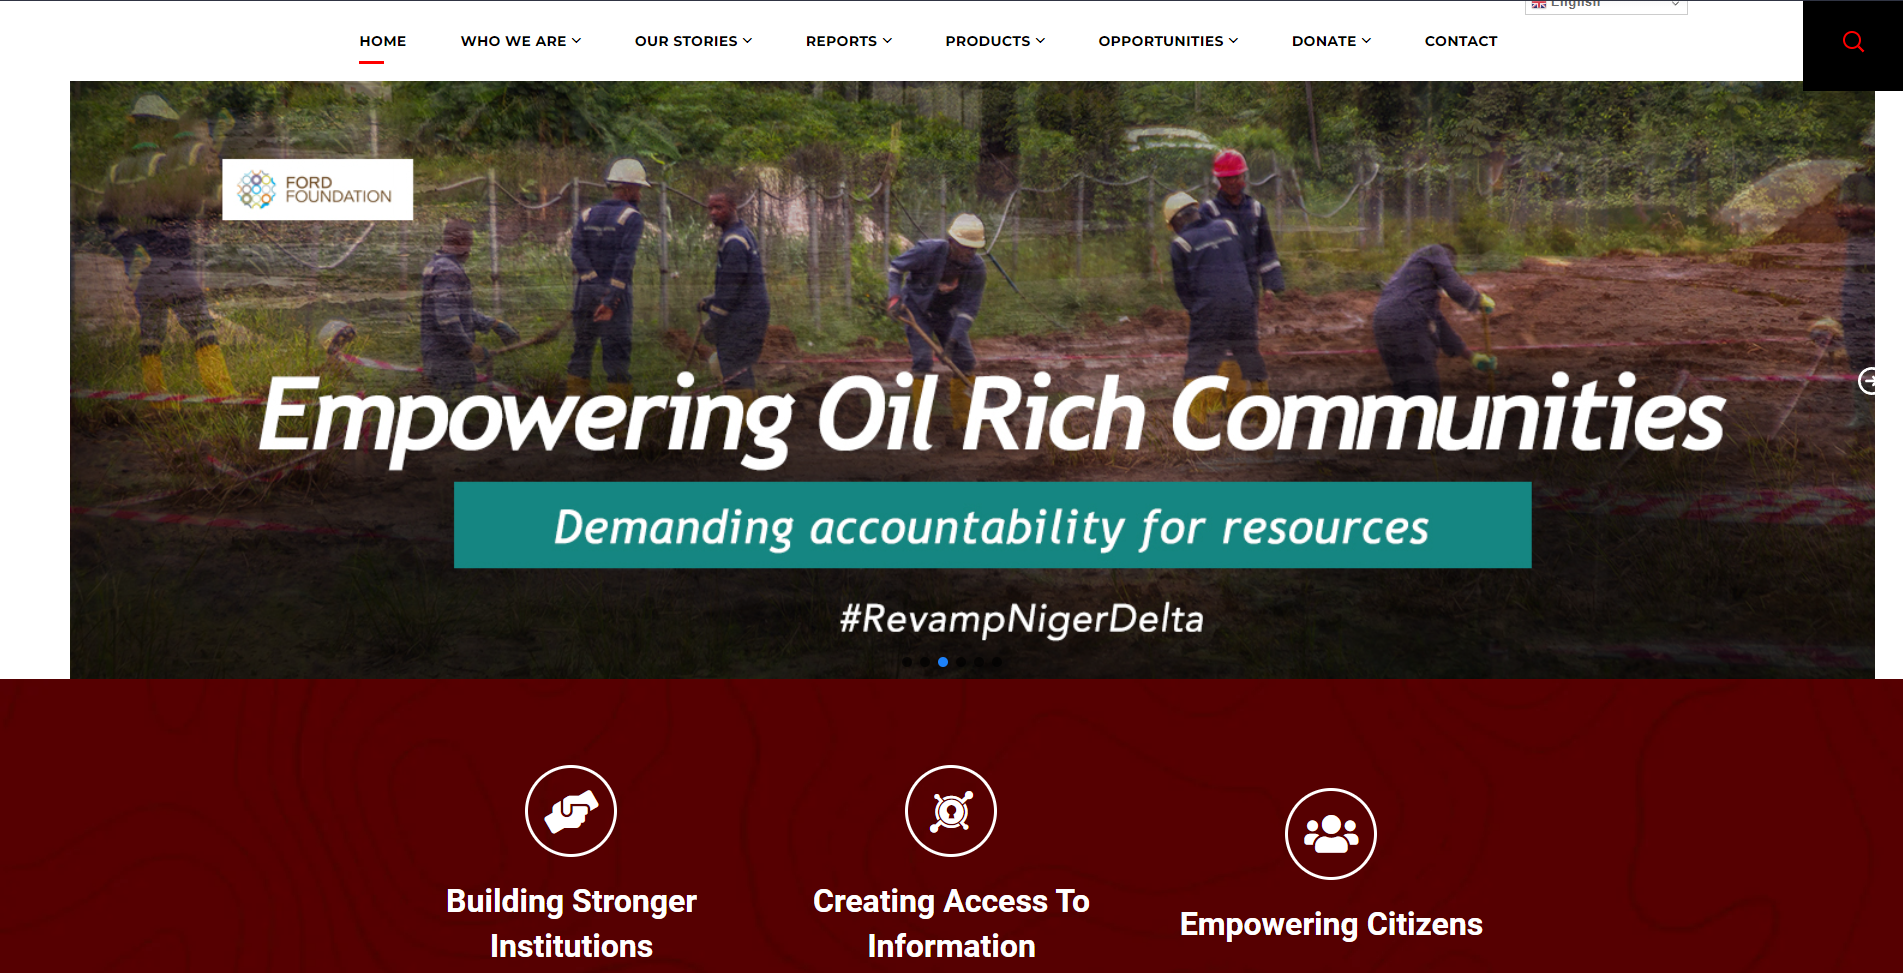 English
HOME WHO WE ARE OUR STORIES REPORTS PRODUCTS OPPORTUNITIES DONATE CONTACT
FORD
FOUNDATION
Empowering Oil Rich Communities
Demanding accountability for resources
#RevampNigerDelta
Building Stronger
Institutions
Creating Access To
Information
Empowering Citizens